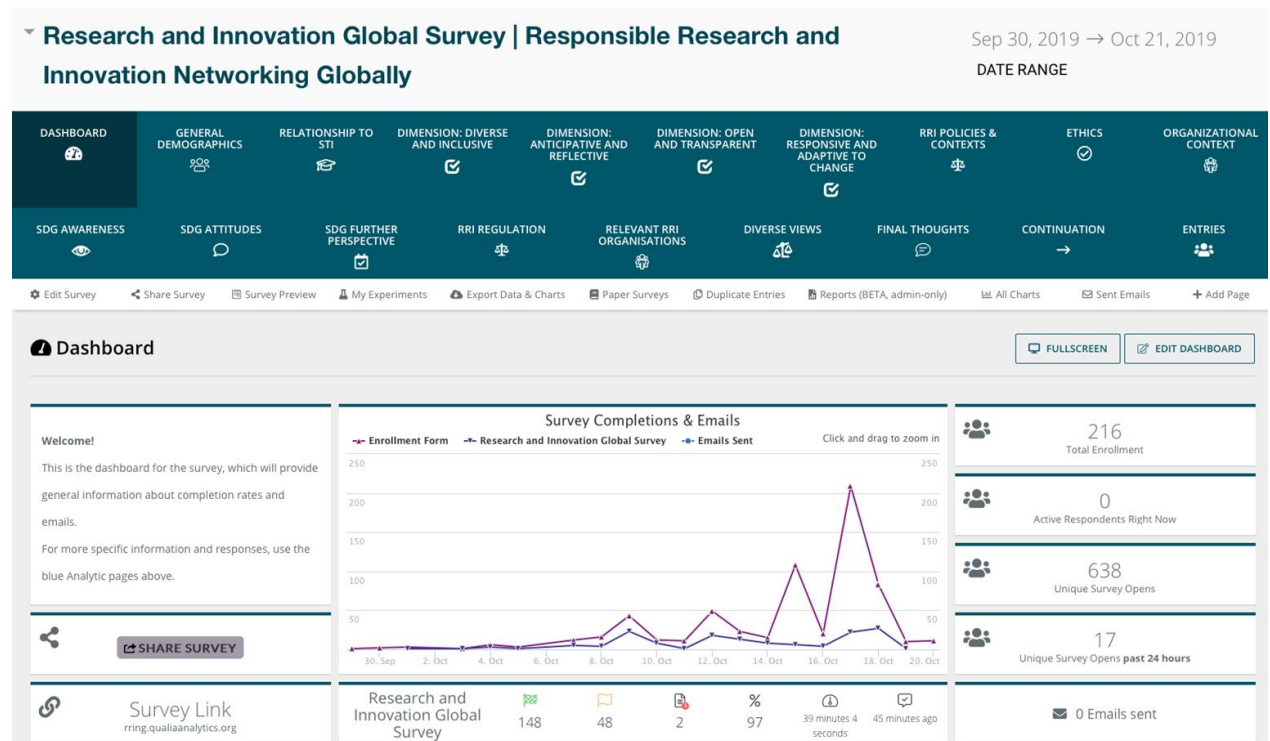 Research and Innovation Global Survey | Responsible Research and
Innovation Networking Globally
Sep 30, 2019 → Oct 21, 2019
DATE RANGE
DASHBOARD
GENERAL
DEMOGRAPHICS
RELATIONSHIP TO
STI
DIMENSION: DIVERSE
AND INCLUSIVE
DIMENSION:
ANTICIPATIVE AND
REFLECTIVE
DIMENSION: OPEN
AND TRANSPARENT
DIMENSION:
RESPONSIVE AND
ADAPTIVE TO
CHANGE
RRI POLICIES &
CONTEXTS
ETHICS
ORGANIZATIONAL
CONTEXT
SDG AWARENESS
SDG ATTITUDES
SDG FURTHER
PERSPECTIVE
RRI REGULATION
RELEVANT RRI
ORGANISATIONS
DIVERSE VIEWS
FINAL THOUGHTS
CONTINUATION
ENTRIES
Edit Survey
Share Survey
Survey Preview
My Experiments
Export Data & Charts
Paper Surveys
Duplicate Entries
Reports (BETA, admin-only)
All Charts
Sent Emails
+ Add Page
Dashboard
FULLSCREEN
EDIT DASHBOARD
Welcome!
This is the dashboard for the survey, which will provide
general information about completion rates and
emails.
For more specific information and responses, use the
blue Analytic pages above.
SHARE SURVEY
Survey Link
rring.qualiaanalytics.org
Survey Completions & Emails
Enrollment Form
Research and Innovation Global Survey
Emails Sent
Click and drag to zoom in
250
250
200
200
150
150
100
100
50
50
30. Sep
2. Oct
4. Oct
6. Oct
8. Oct
10. Oct
12. Oct
14. Oct
16. Oct
18. Oct
20. Oct
Research and
Innovation Global
Survey
148
48
2
%
97
39 minutes 4
seconds
45 minutes ago
216
Total Enrollment
0
Active Respondents Right Now
638
Unique Survey Opens
17
Unique Survey Opens past 24 hours
0 Emails sent